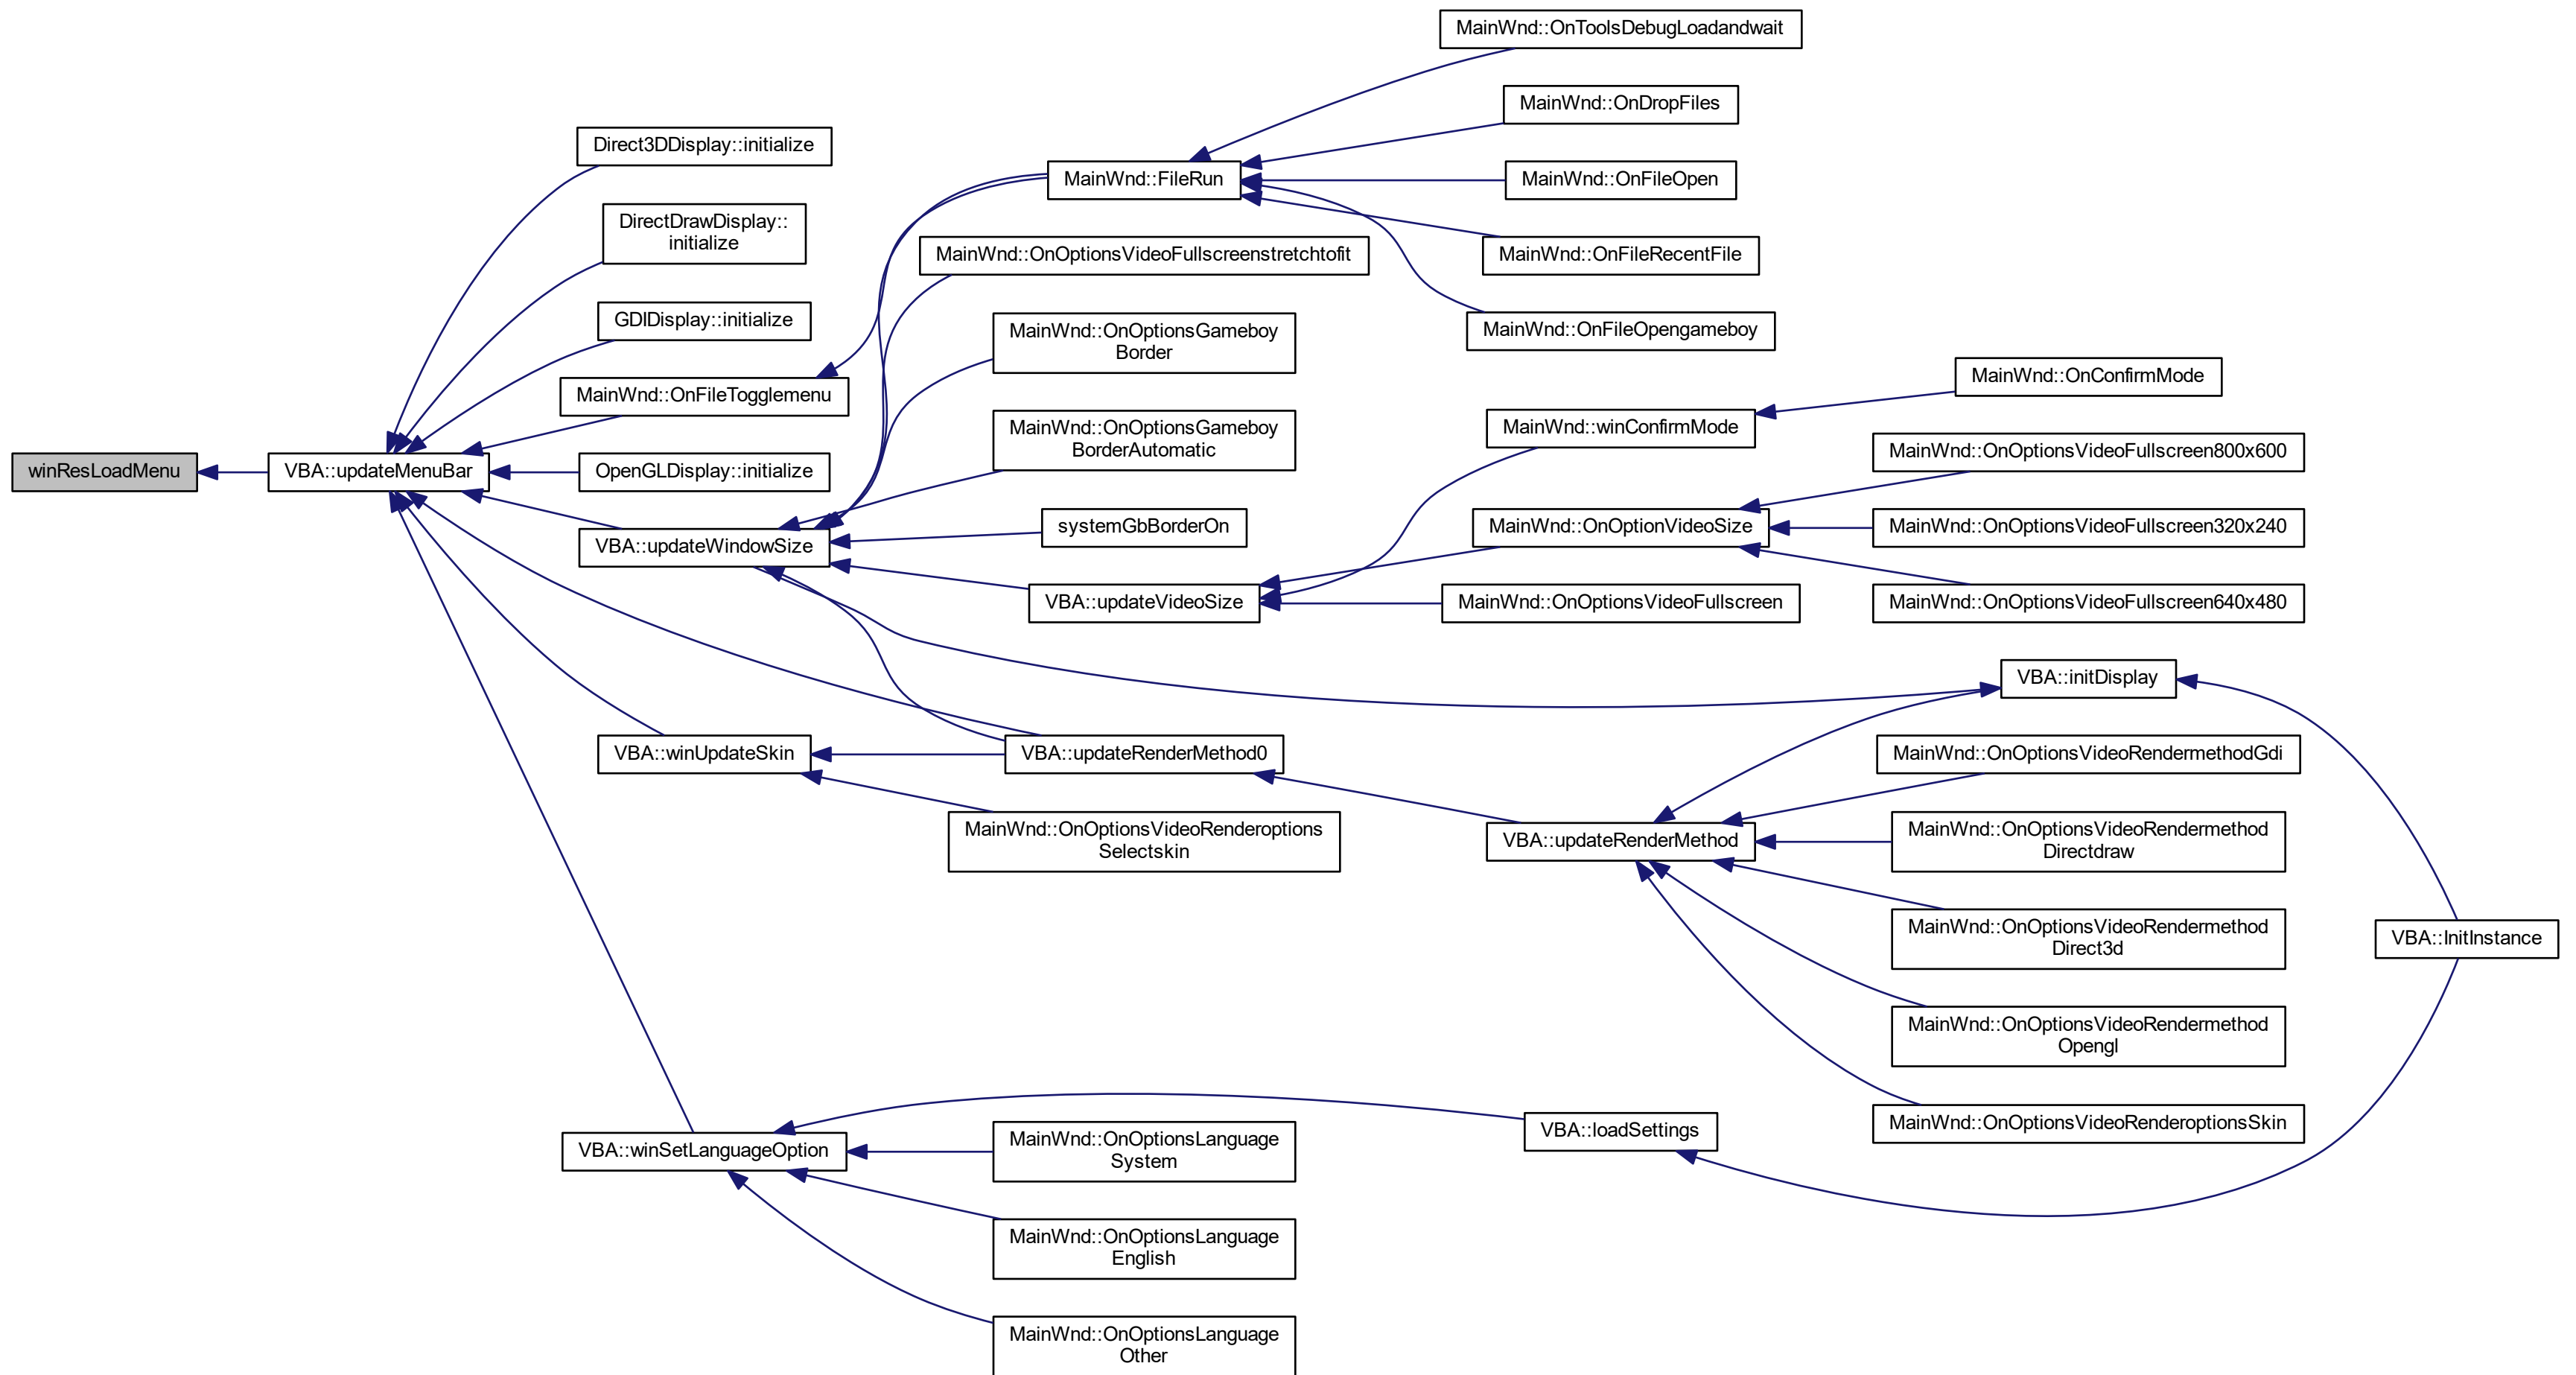 MainWnd::OnToolsDebugLoadandwait
MainWnd::OnDropFiles
Direct3DDisplay::initialize
MainWnd::FileRun
MainWnd::OnFileOpen
DirectDrawDisplay::
initialize
MainWnd::OnOptionsVideoFullscreenstretchtofit
MainWnd::OnFileRecentFile
GDIDisplay::initialize
MainWnd::OnOptionsGameboy
Border
MainWnd::OnFileOpengameboy
MainWnd::OnFileTogglemenu
MainWnd::OnConfirmMode
MainWnd::OnOptionsGameboy
BorderAutomatic
MainWnd::winConfirmMode
MainWnd::OnOptionsVideoFullscreen800x600
winResLoadMenu
VBA::updateMenuBar
OpenGLDisplay::initialize
systemGbBorderOn
MainWnd::OnOptionVideoSize
MainWnd::OnOptionsVideoFullscreen320x240
VBA::updateWindowSize
VBA::updateVideoSize
MainWnd::OnOptionsVideoFullscreen
MainWnd::OnOptionsVideoFullscreen640x480
VBA::initDisplay
VBA::winUpdateSkin
VBA::updateRenderMethod0
MainWnd::OnOptionsVideoRendermethodGdi
MainWnd::OnOptionsVideoRenderoptions
Selectskin
VBA::updateRenderMethod
MainWnd::OnOptionsVideoRendermethod
Directdraw
MainWnd::OnOptionsVideoRendermethod
Direct3d
VBA::InitInstance
MainWnd::OnOptionsVideoRendermethod
Opengl
MainWnd::OnOptionsVideoRenderoptionsSkin
VBA::winSetLanguageOption
VBA::loadSettings
MainWnd::OnOptionsLanguage
System
MainWnd::OnOptionsLanguage
English
MainWnd::OnOptionsLanguage
Other